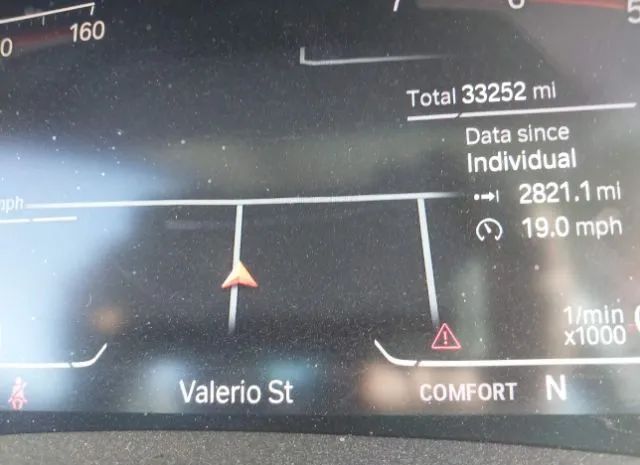 160
Total 33252 mi
Data since
Individual
2821.1 mi
mph
19.0 mph
1/min
x1000
Valerio St
COMFORT N